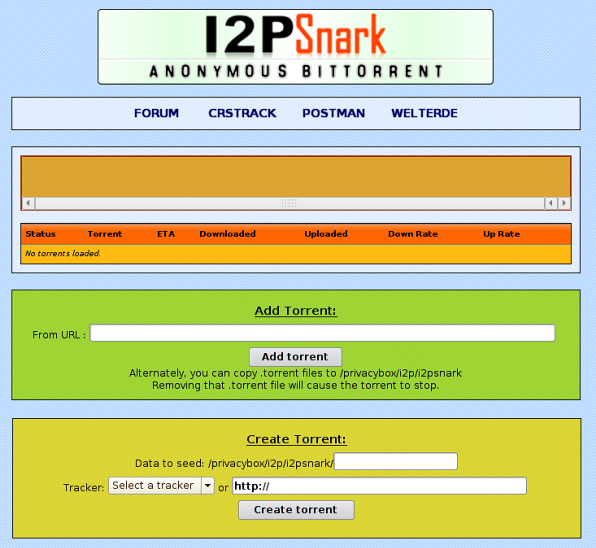 I2PSnark
ANONYMOUS BITTORRENT
FORUM CRSTRACK POSTMAN WELTERDE
Status Torrent ETA Downloaded Uploaded Down Rate Up Rate
No torrents loaded.
Add Torrent:
From URL :
Add torrent
Alternately, you can copy .torrent files to /privacybox/i2p/i2psnark
Removing that .torrent file will cause the torrent to stop.
Create Torrent:
Data to seed: /privacybox/i2p/i2psnark/
Tracker: Select a tracker or http://
Create torrent